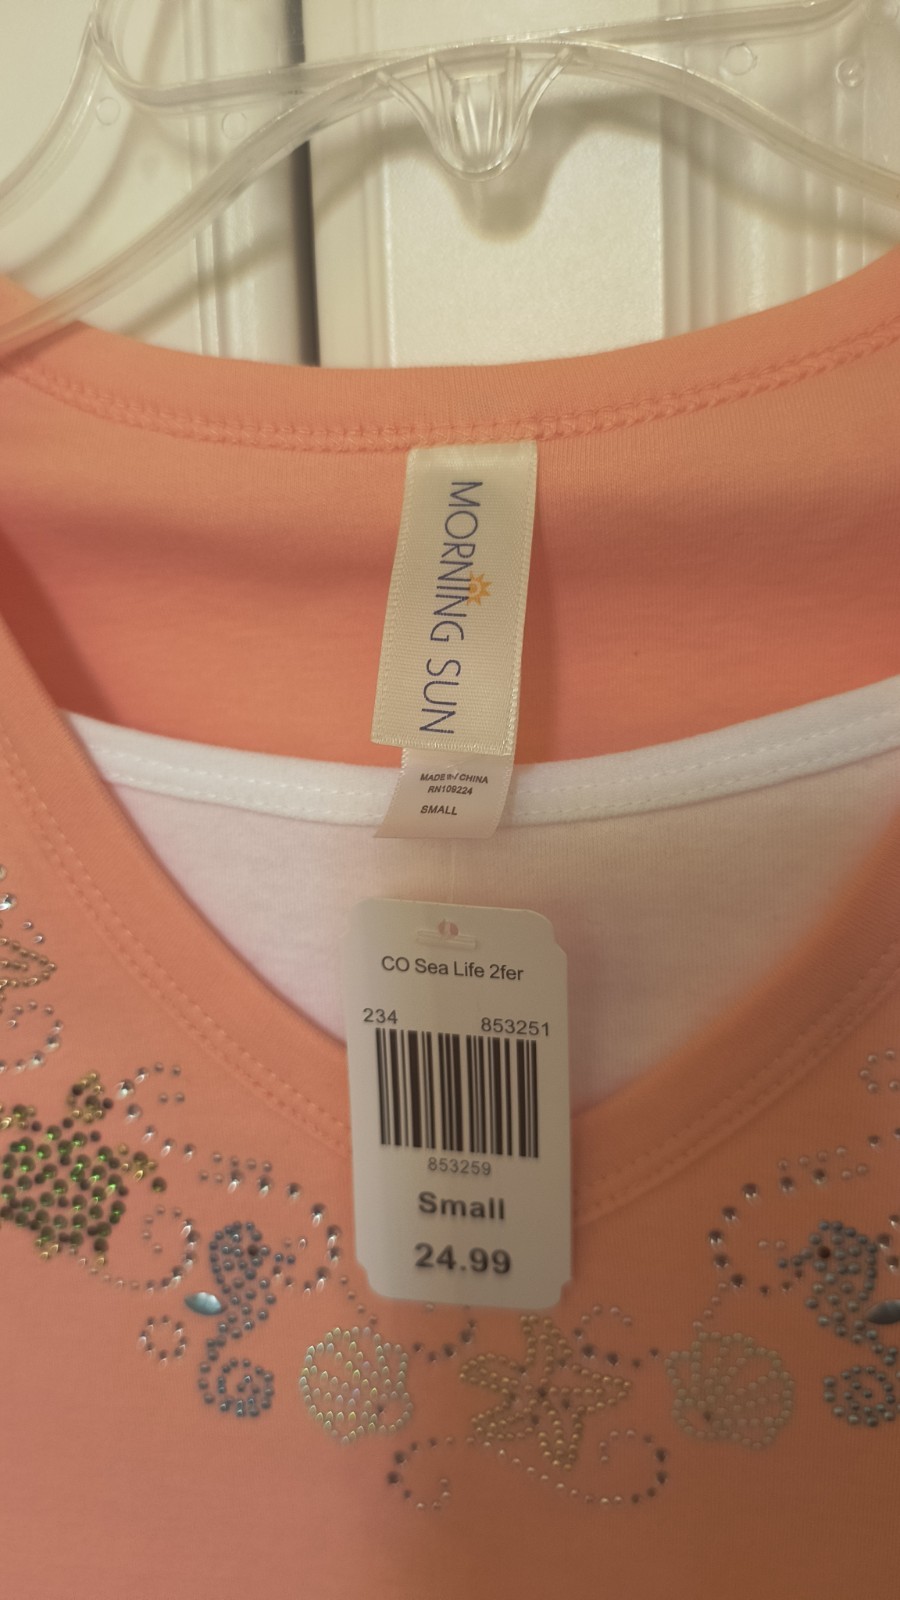 MORNING SUN
MADE IN CHINA
RN109224
SMALL
CO Sea Life 2fer
234 853251
853259
Small
24.99